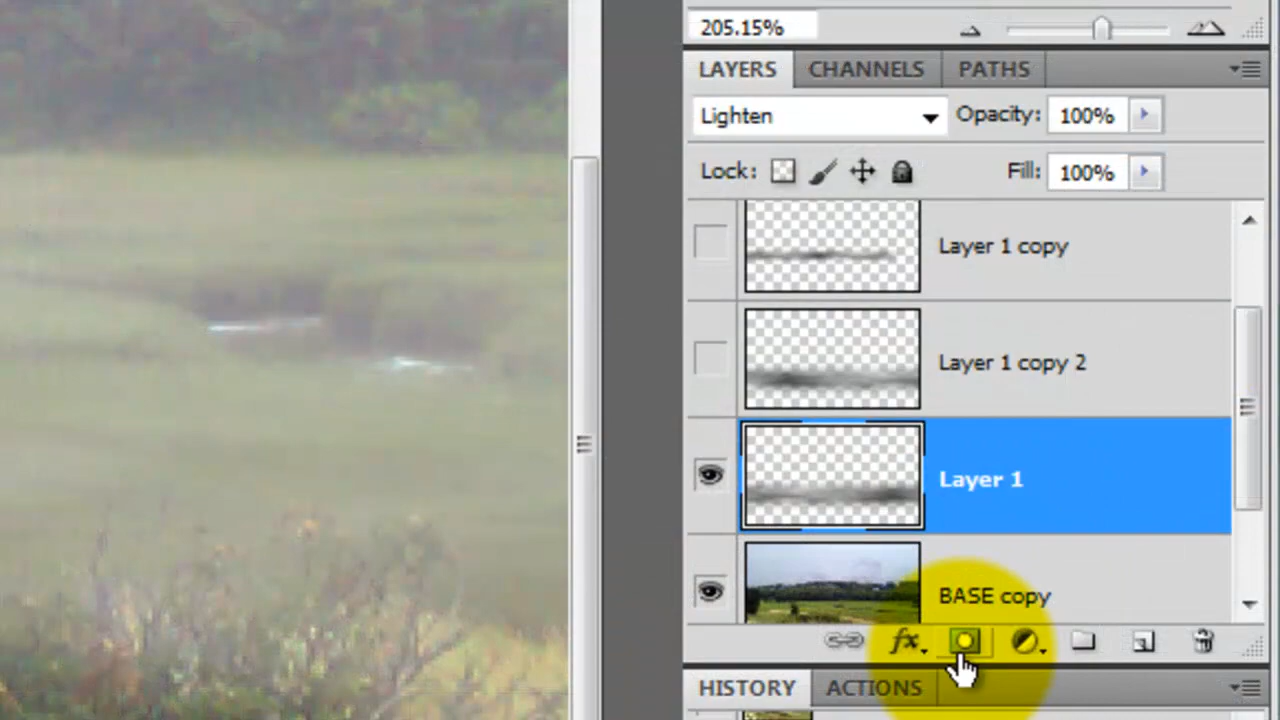 205.15%
LAYERS CHANNELS PATHS
Lighten Opacity: 100%
Lock: Fill: 100%
Layer 1 copy
Layer 1 copy 2
Layer 1
BASE copy
fx
HISTORY ACTIONS